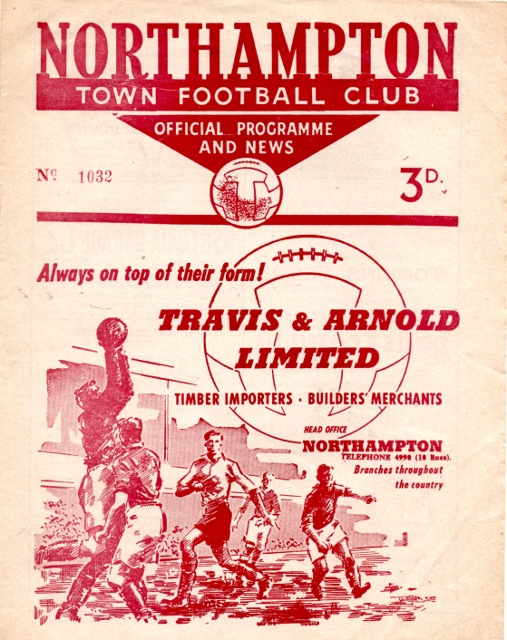 NORTHAMPTON
TOWN FOOTBALL CLUB
OFFICIAL PROGRAMME
AND NEWS
Nº 1032
3D.
Always on top of their form!
TRAVIS & ARNOLD
LIMITED
TIMBER IMPORTERS · BUILDERS' MERCHANTS
HEAD OFFICE
NORTHAMPTON
TELEPHONE 4990 (10 lines).
Branches throughout
the country